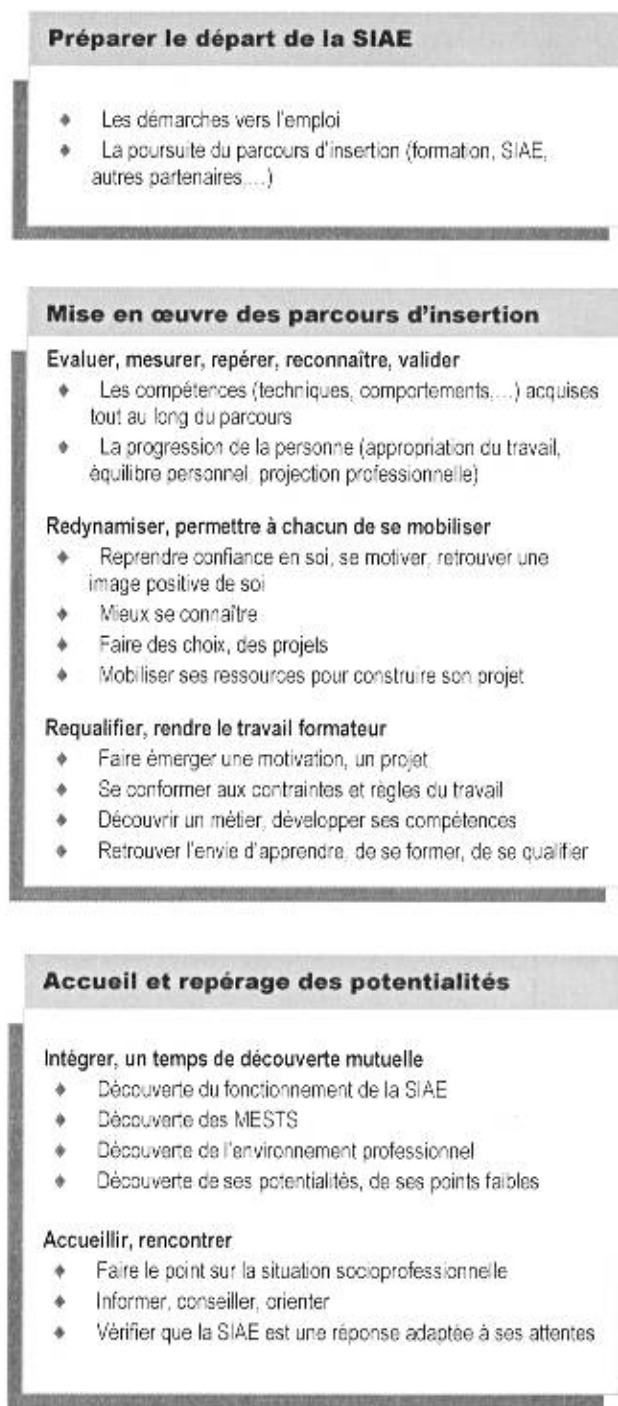 Préparer le départ de la SIAE
◆ Les démarches vers l'emploi
◆ La poursuite du parcours d'insertion (formation, SIAE,
autres partenaires,…)
Mise en œuvre des parcours d'insertion
Evaluer, mesurer, repérer, reconnaître, valider
◆ Les compétences (techniques, comportements,…) acquises
tout au long du parcours
◆ La progression de la personne (appropriation du travail,
équilibre personnel, projection professionnelle)
Redynamiser, permettre à chacun de se mobiliser
◆ Reprendre confiance en soi, se motiver, retrouver une
image positive de soi
◆ Mieux se connaître
◆ Faire des choix, des projets
◆ Mobiliser ses ressources pour construire son projet
Requalifier, rendre le travail formateur
◆ Faire émerger une motivation, un projet
◆ Se conformer aux contraintes et règles du travail
◆ Découvrir un métier, développer ses compétences
◆ Retrouver l'envie d'apprendre, de se former, de se qualifier
Accueil et repérage des potentialités
Intégrer, un temps de découverte mutuelle
◆ Découverte du fonctionnement de la SIAE
◆ Découverte des MESTS
◆ Découverte de l'environnement professionnel
◆ Découverte de ses potentialités, de ses points faibles
Accueillir, rencontrer
◆ Faire le point sur la situation socioprofessionnelle
◆ Informer, conseiller, orienter
◆ Vérifier que la SIAE est une réponse adaptée à ses attentes